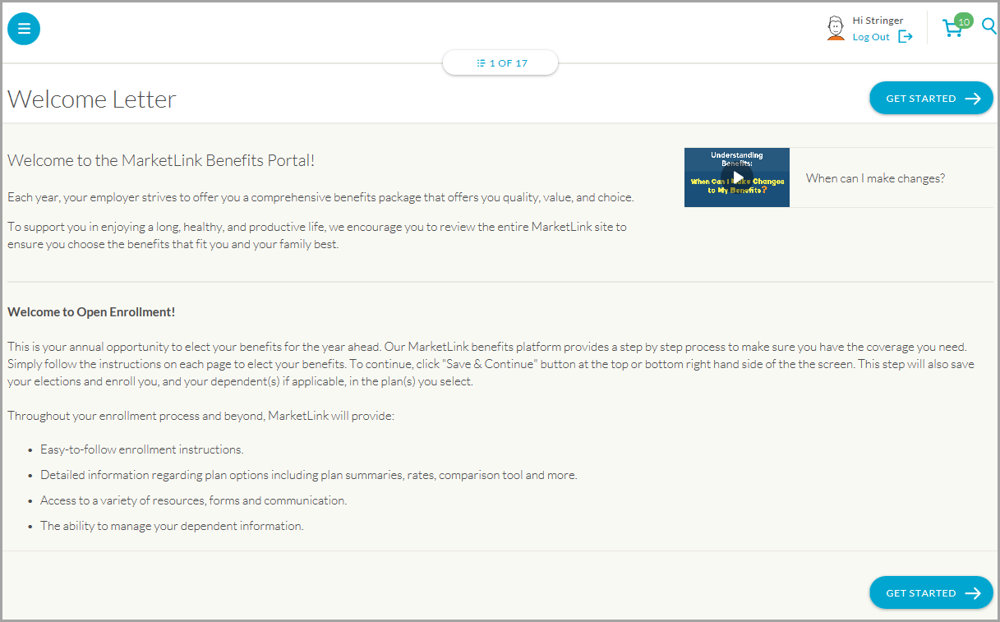 Hi Stringer
Log Out
10
1 OF 17
Welcome Letter
GET STARTED
Welcome to the MarketLink Benefits Portal!
Understanding
Benefits:
When Can I Make Changes
to My Benefits?
When can I make changes?
Each year, your employer strives to offer you a comprehensive benefits package that offers you quality, value, and choice.
To support you in enjoying a long, healthy, and productive life, we encourage you to review the entire MarketLink site to
ensure you choose the benefits that fit you and your family best.
Welcome to Open Enrollment!
This is your annual opportunity to elect your benefits for the year ahead. Our MarketLink benefits platform provides a step by step process to make sure you have the coverage you need.
Simply follow the instructions on each page to elect your benefits. To continue, click "Save & Continue" button at the top or bottom right hand side of the the screen. This step will also save
your elections and enroll you, and your dependent(s) if applicable, in the plan(s) you select.
Throughout your enrollment process and beyond, MarketLink will provide:
• Easy-to-follow enrollment instructions.
• Detailed information regarding plan options including plan summaries, rates, comparison tool and more.
• Access to a variety of resources, forms and communication.
• The ability to manage your dependent information.
GET STARTED